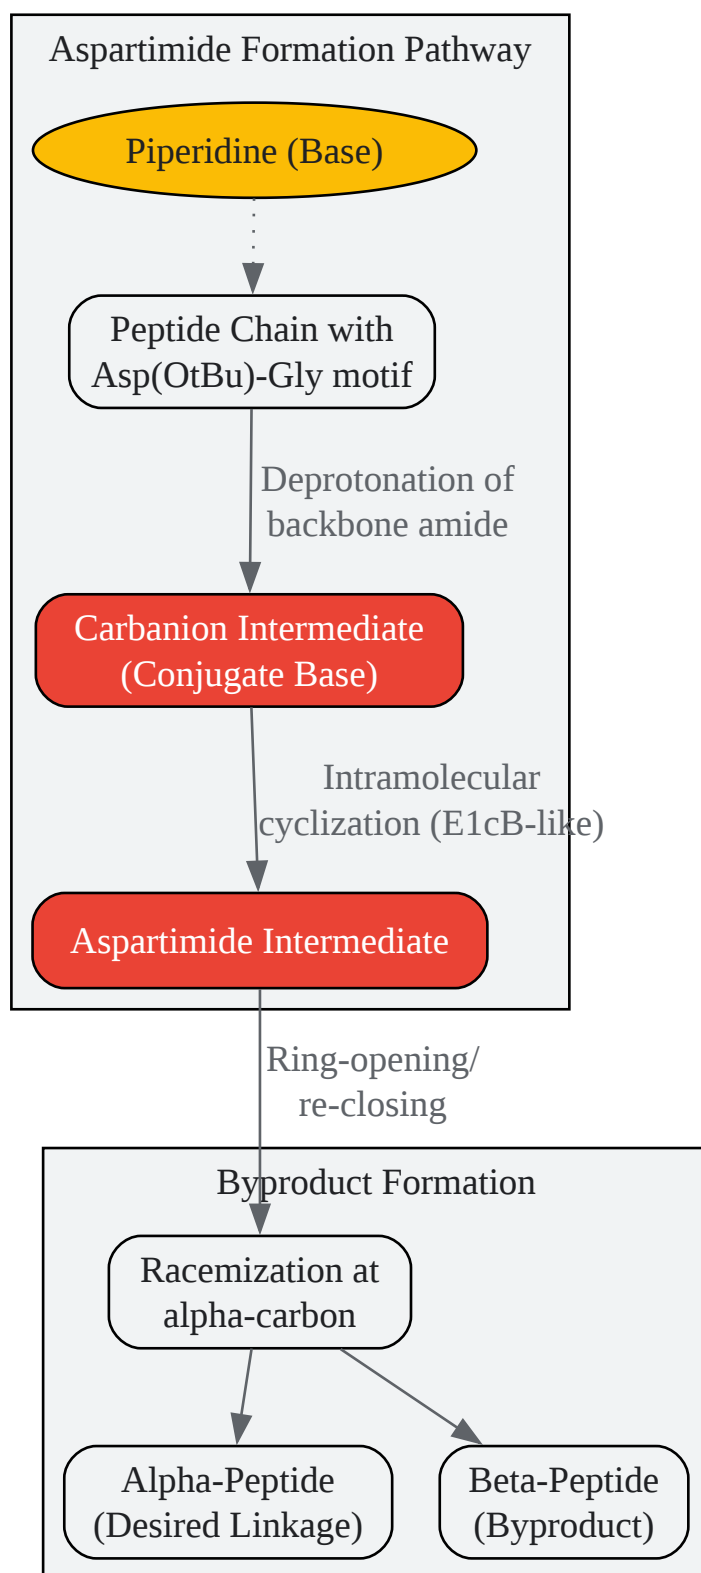 Aspartimide Formation Pathway
Piperidine (Base)
Peptide Chain with
Asp(OtBu)-Gly motif
Deprotonation of
backbone amide
Carbanion Intermediate
(Conjugate Base)
Intramolecular
cyclization (E1cB-like)
Aspartimide Intermediate
Ring-opening/
re-closing
Byproduct Formation
Racemization at
alpha-carbon
Alpha-Peptide
(Desired Linkage)
Beta-Peptide
(Byproduct)